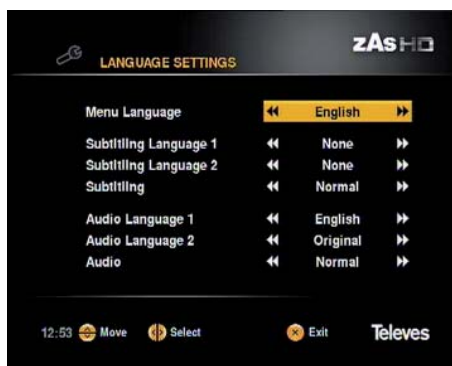 zAs HD
LANGUAGE SETTINGS
Menu Language English
Subtitling Language 1 None
Subtitling Language 2 None
Subtitling Normal
Audio Language 1 English
Audio Language 2 Original
Audio Normal
12:53 Move Select Exit Televes